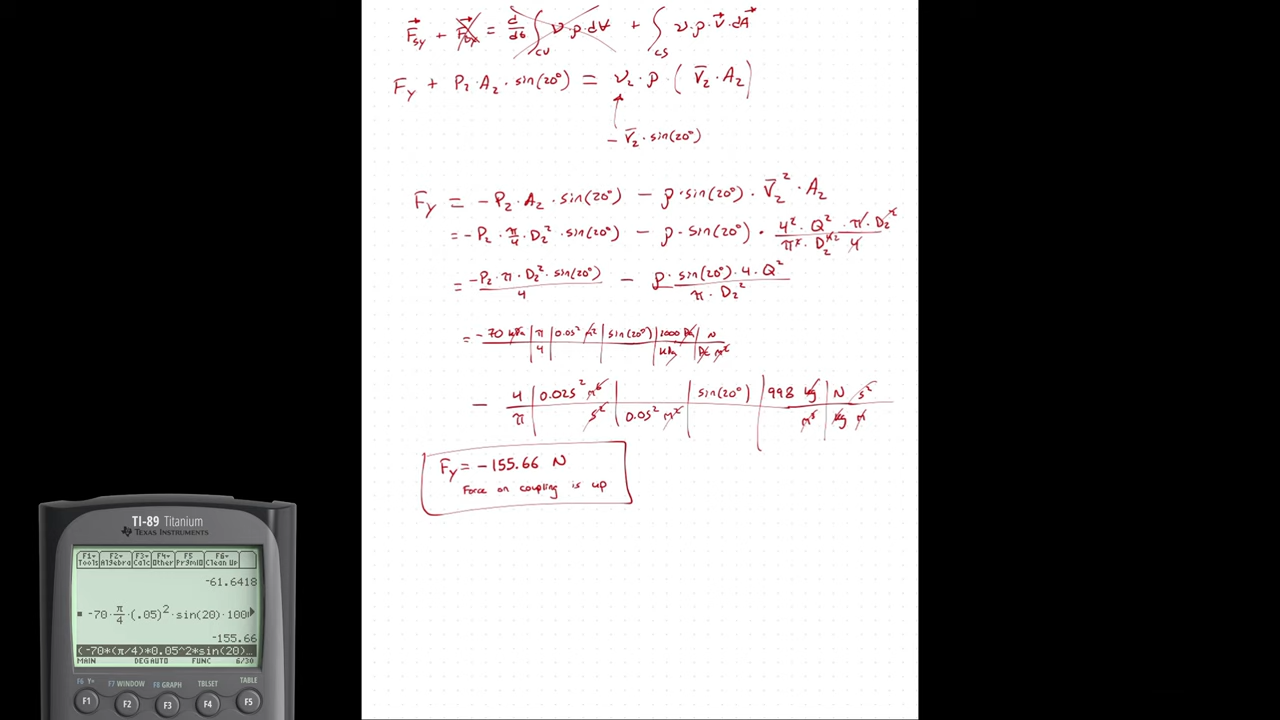 F⃗sy + F⃗By = d/dt ∫cv v·ρ·dV + ∫cs v·ρ·V⃗·dA⃗
Fy + P2·A2·sin(20°) = v2·ρ·(V̄2·A2)
- V̄2·sin(20°)
Fy = -P2·A2·sin(20°) - ρ·sin(20°)·V̄2²·A2
= -P2·π/4·D2²·sin(20°) - ρ·sin(20°)·4²·Q²·π·D2²/π²·D2⁴·4
= -P2·π·D2²·sin(20°)/4 - ρ·sin(20°)·4·Q²/π·D2²
= -70 kPa | π | 0.05² m² | sin(20°) | 1000 Pa | N
4 | kPa | Pa m²
- 4 | 0.025² m⁶ | sin(20°) | 998 kg | N s²
π | s² | 0.05² m² | m³ | kg m
Fy = -155.66 N
Force on coupling is up
TI-89 Titanium
TEXAS INSTRUMENTS
F1 F2 F3 F4 F5 F6
Tools Algebra Calc Other PrgmIO Clean Up
-61.6418
-70·π/4·(.05)²·sin(20)·100
-155.66
(-70*(π/4)*0.05^2*sin(20)...
MAIN DEG AUTO FUNC 6/30
F6 Y= F7 WINDOW F8 GRAPH TBLSET TABLE
F1 F2 F3 F4 F5